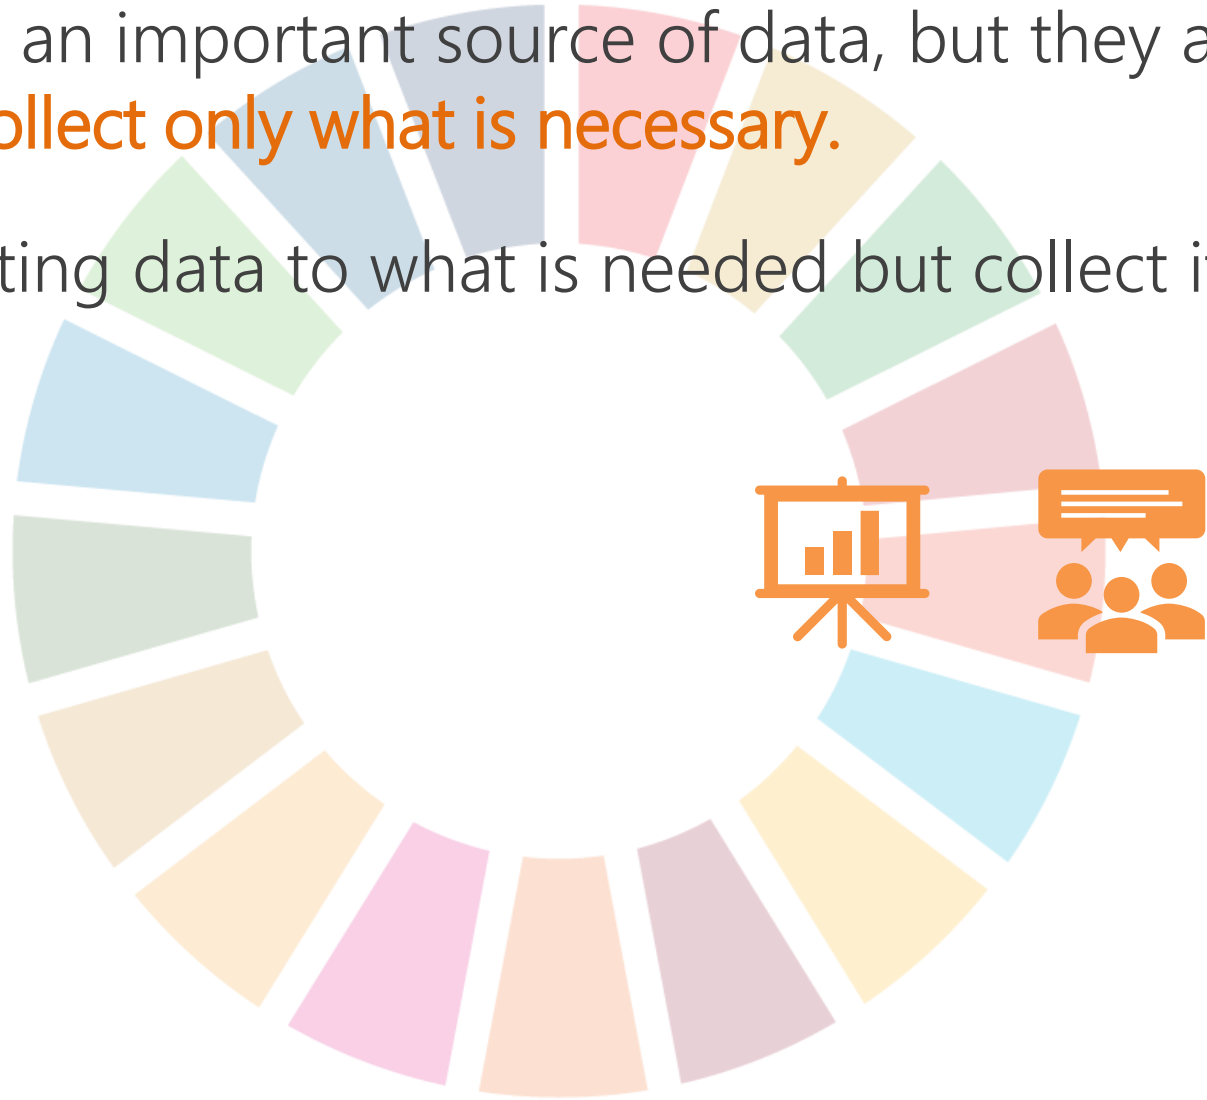 an important source of data, but they a
ollect only what is necessary.
ting data to what is needed but collect it